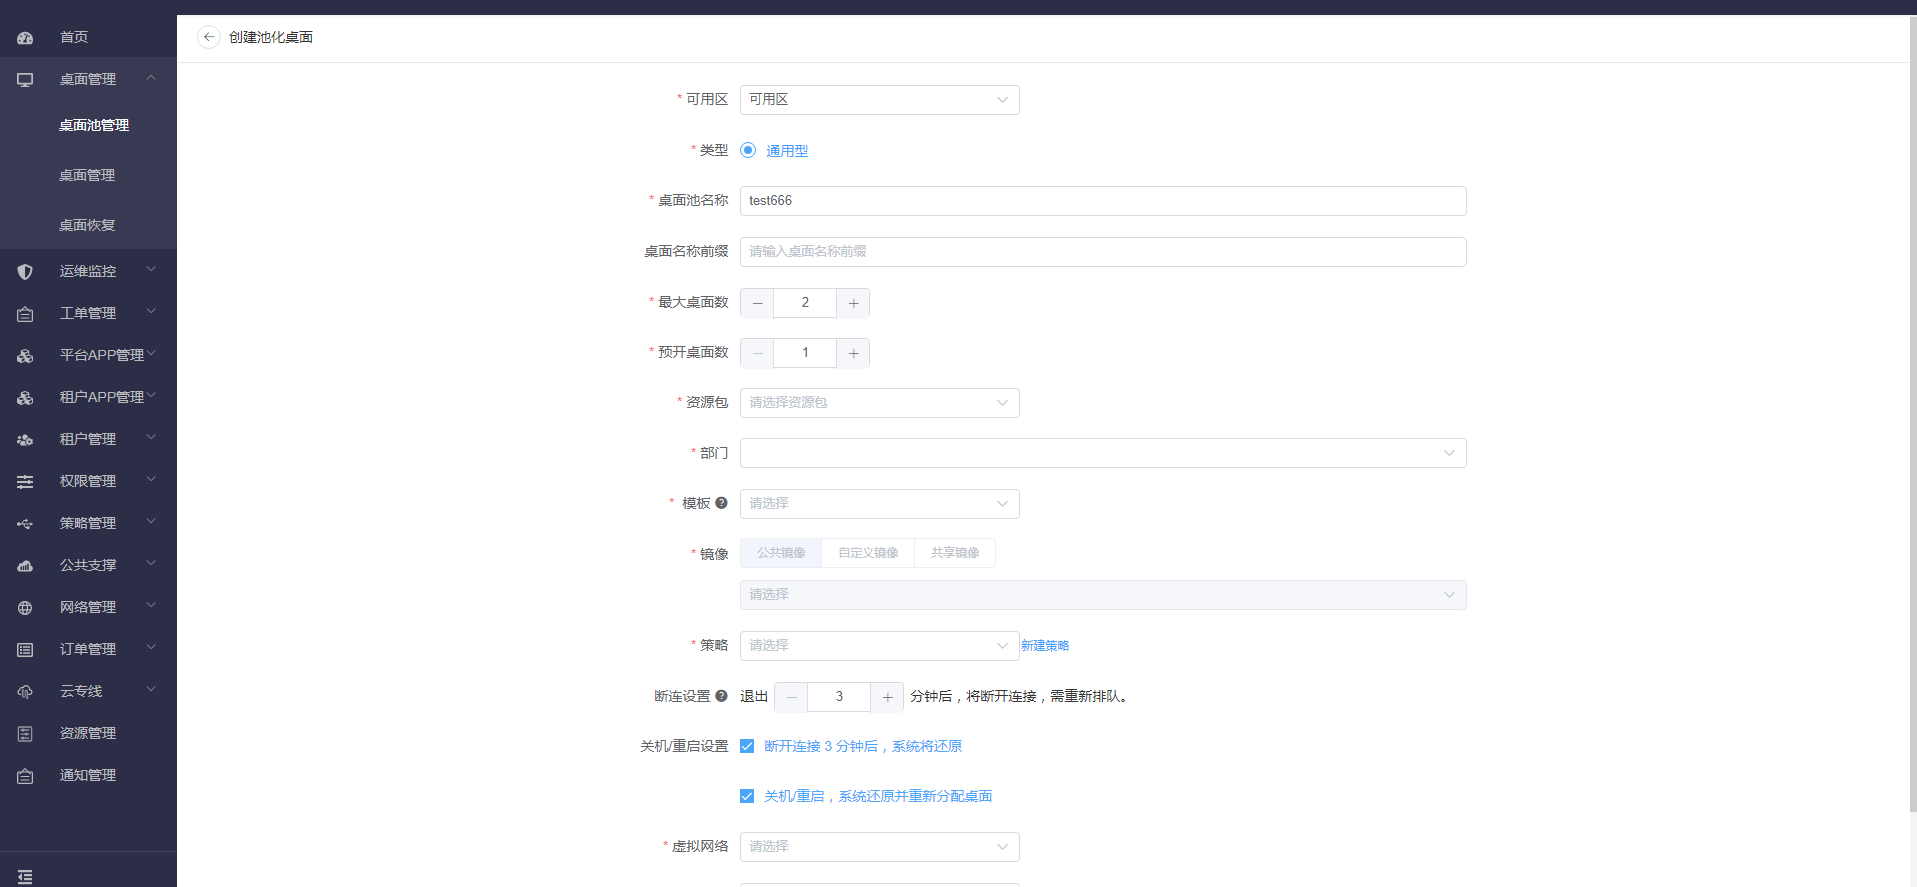 首页
桌面管理
桌面池管理
桌面管理
桌面恢复
运维监控
工单管理
平台APP管理
租户APP管理
租户管理
权限管理
策略管理
公共支撑
网络管理
订单管理
云专线
资源管理
通知管理
创建池化桌面
* 可用区 可用区
* 类型 通用型
* 桌面池名称 test666
桌面名称前缀 请输入桌面名称前缀
* 最大桌面数 − 2 +
* 预开桌面数 − 1 +
* 资源包 请选择资源包
* 部门
* 模板 ? 请选择
* 镜像 公共镜像 自定义镜像 共享镜像
请选择
* 策略 请选择 新建策略
断连设置 ? 退出 − 3 + 分钟后，将断开连接，需重新排队。
关机/重启设置 断开连接 3 分钟后，系统将还原
关机/重启，系统还原并重新分配桌面
* 虚拟网络 请选择